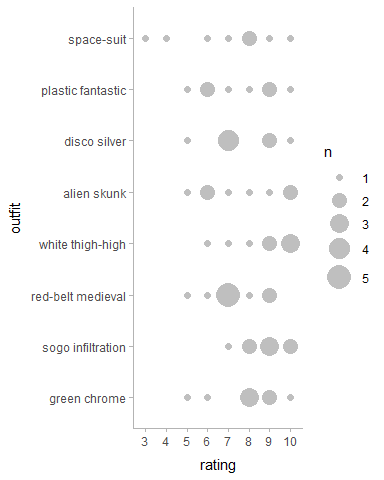 space-suit
plastic fantastic
disco silver
alien skunk
white thigh-high
red-belt medieval
sogo infiltration
green chrome
outfit
3 4 5 6 7 8 9 10
rating
n
1
2
3
4
5